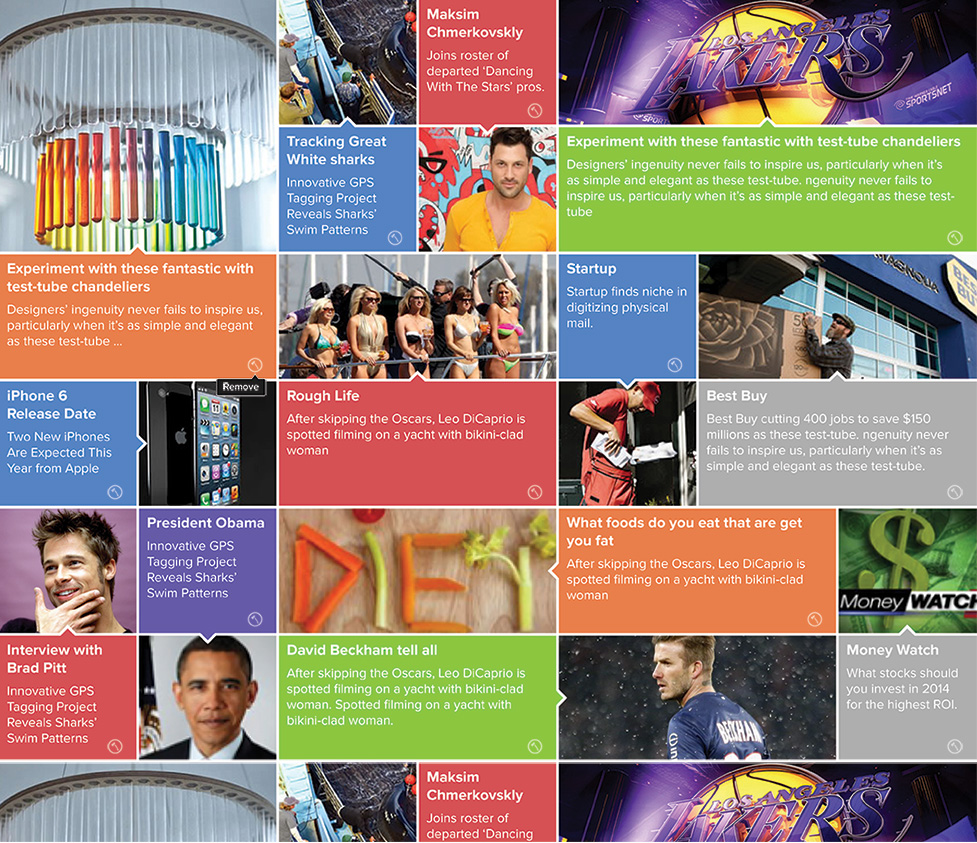 Maksim
Chmerkovskly
Joins roster of
departed ‘Dancing
With The Stars’ pros.
LOS ANGELES
LAKERS
SPORTSNET
Tracking Great
White sharks
Innovative GPS
Tagging Project
Reveals Sharks’
Swim Patterns
Experiment with these fantastic with test-tube chandeliers
Designers’ ingenuity never fails to inspire us, particularly when it’s
as simple and elegant as these test-tube. ngenuity never fails to
inspire us, particularly when it’s as simple and elegant as these test-
tube
Experiment with these fantastic with
test-tube chandeliers
Designers’ ingenuity never fails to inspire us,
particularly when it’s as simple and elegant
as these test-tube ...
Remove
Startup
Startup finds niche in
digitizing physical
mail.
MAGNOLIA
BEST
iPhone 6
Release Date
Two New iPhones
Are Expected This
Year from Apple
Rough Life
After skipping the Oscars, Leo DiCaprio is
spotted filming on a yacht with bikini-clad
woman
Best Buy
Best Buy cutting 400 jobs to save $150
millions as these test-tube. ngenuity never
fails to inspire us, particularly when it’s as
simple and elegant as these test-tube.
President Obama
Innovative GPS
Tagging Project
Reveals Sharks’
Swim Patterns
DIET
What foods do you eat that are get
you fat
After skipping the Oscars, Leo DiCaprio is
spotted filming on a yacht with bikini-clad
woman
$
Money WATCH
Interview with
Brad Pitt
Innovative GPS
Tagging Project
Reveals Sharks’
Swim Patterns
David Beckham tell all
After skipping the Oscars, Leo DiCaprio is
spotted filming on a yacht with bikini-clad
woman. Spotted filming on a yacht with
bikini-clad woman.
BECKHAM
Money Watch
What stocks should
you invest in 2014
for the highest ROI.
Maksim
Chmerkovskly
Joins roster of
departed ‘Dancing
LOS ANGELES
LAKERS